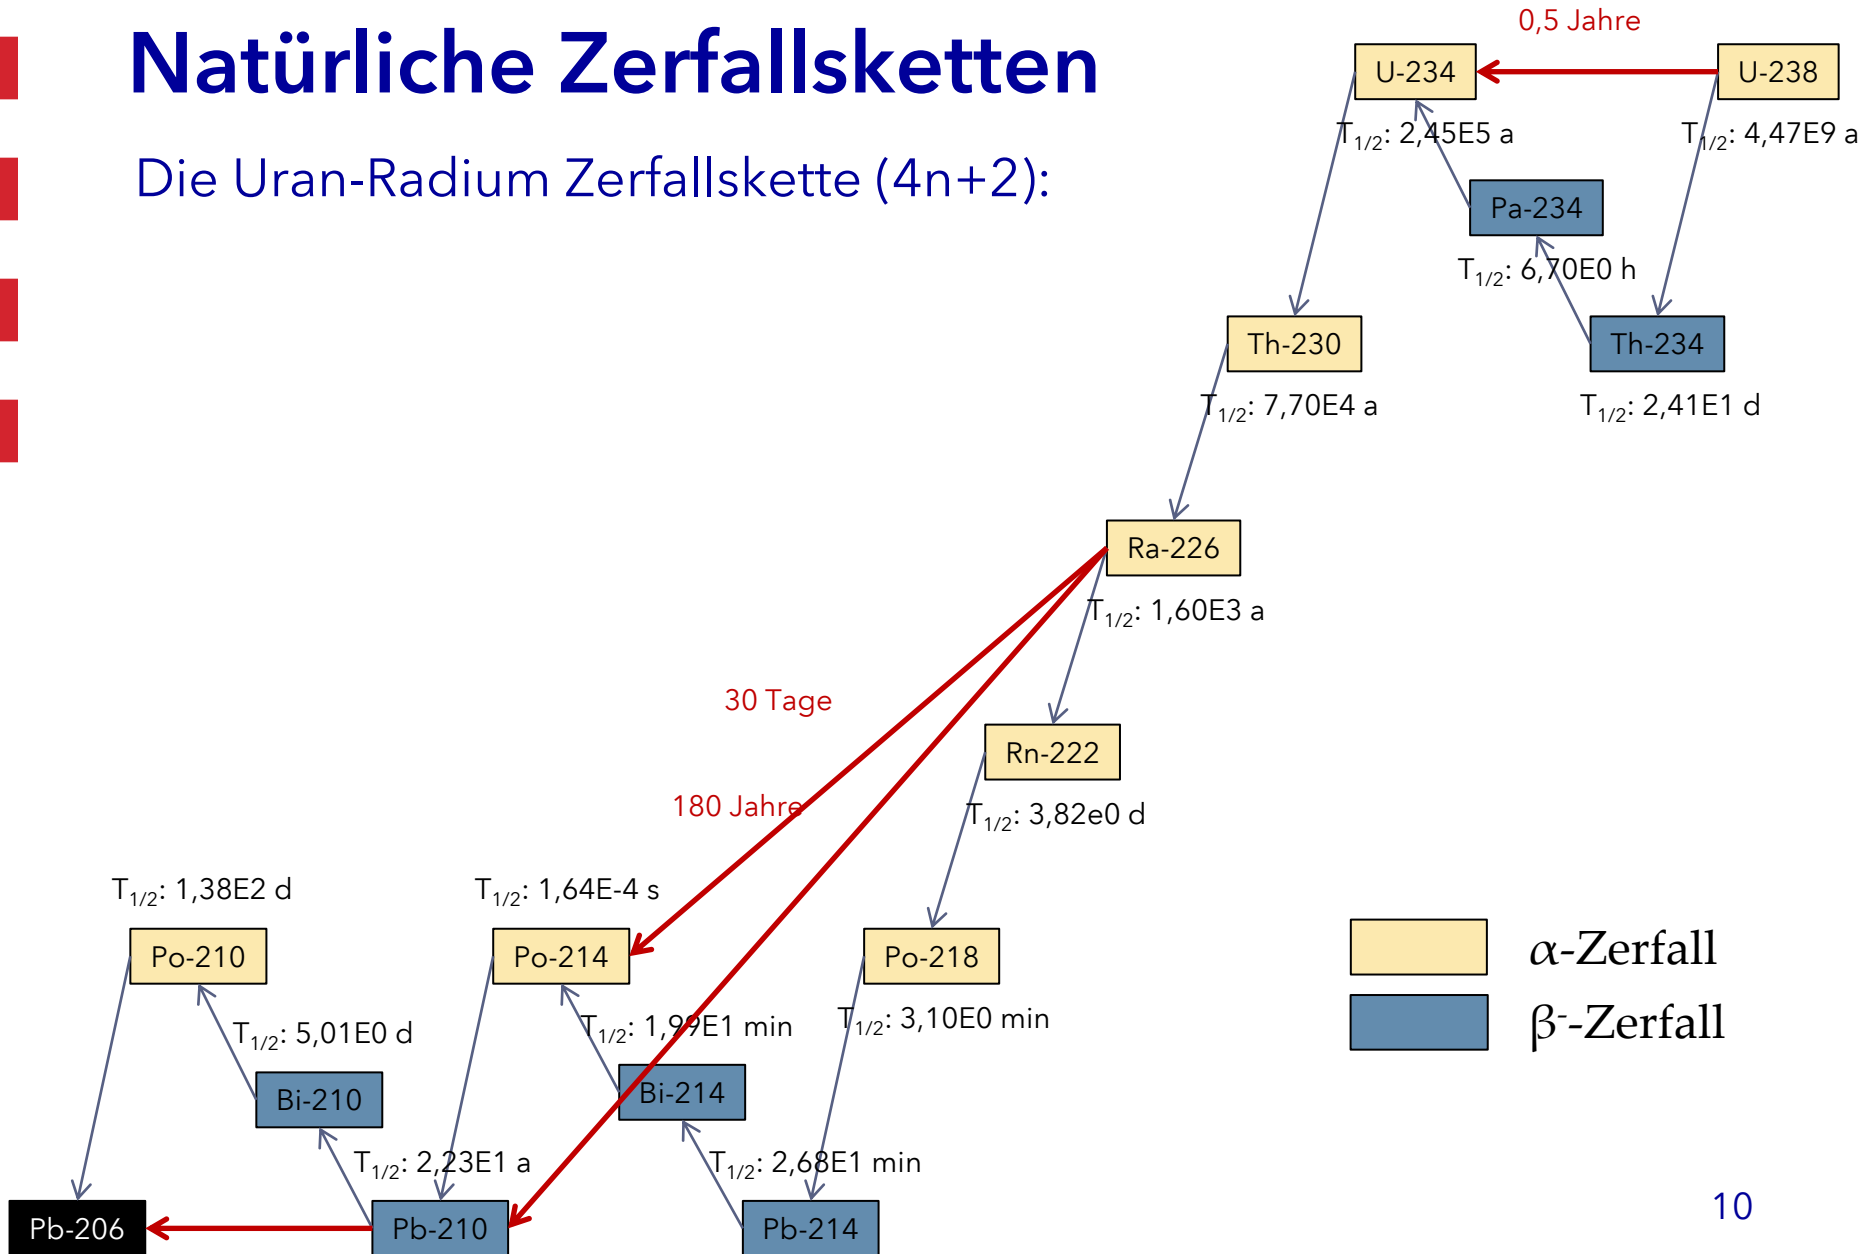 Natürliche Zerfallsketten
Die Uran-Radium Zerfallskette (4n+2):
0,5 Jahre
U-234
U-238
T1/2: 2,45E5 a
T1/2: 4,47E9 a
Pa-234
T1/2: 6,70E0 h
Th-230
Th-234
T1/2: 7,70E4 a
T1/2: 2,41E1 d
Ra-226
T1/2: 1,60E3 a
30 Tage
Rn-222
180 Jahre
T1/2: 3,82e0 d
T1/2: 1,38E2 d
T1/2: 1,64E-4 s
Po-210
Po-214
Po-218
α-Zerfall
T1/2: 5,01E0 d
T1/2: 1,99E1 min
T1/2: 3,10E0 min
β--Zerfall
Bi-210
Bi-214
T1/2: 2,23E1 a
T1/2: 2,68E1 min
Pb-206
Pb-210
Pb-214
10